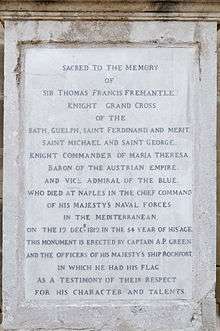 SACRED TO THE MEMORY
OF
SIR THOMAS FRANCIS FREMANTLE
KNIGHT GRAND CROSS
OF THE
BATH, GUELPH, SAINT FERDINAND AND MERIT,
SAINT MICHAEL AND SAINT GEORGE,
KNIGHT COMMANDER OF MARIA THERESA,
BARON OF THE AUSTRIAN EMPIRE,
AND VICE ADMIRAL OF THE BLUE,
WHO DIED AT NAPLES IN THE CHIEF COMMAND
OF HIS MAJESTY'S NAVAL FORCES
IN THE MEDITERRANEAN,
ON THE 19 DECR 1819 IN THE 54 YEAR OF HIS AGE.
THIS MONUMENT IS ERECTED BY CAPTAIN A.P. GREEN
AND THE OFFICERS OF HIS MAJESTY'S SHIP ROCHFORT,
IN WHICH HE HAD HIS FLAG
AS A TESTIMONY OF THEIR RESPECT
FOR HIS CHARACTER AND TALENTS.